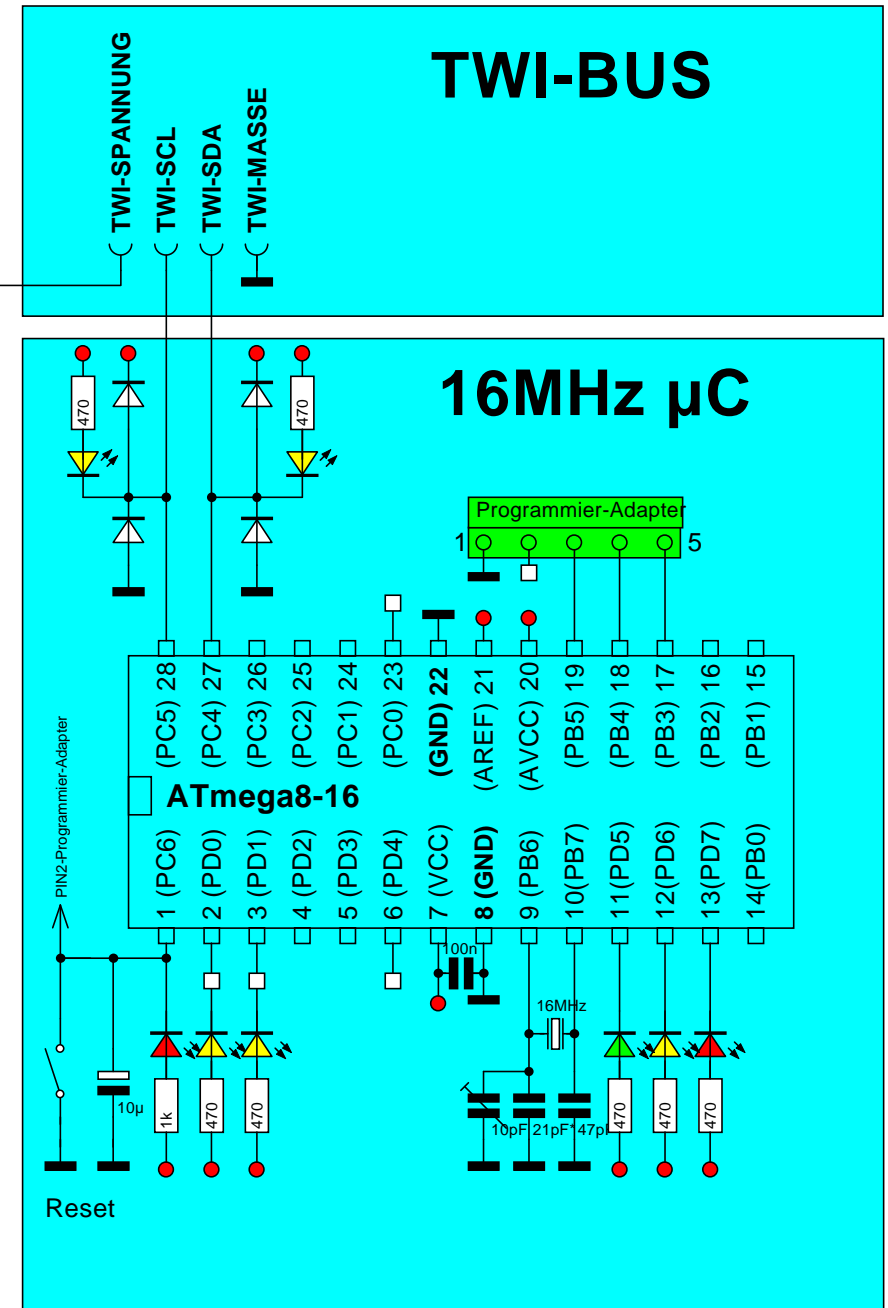 TWI-BUS
TWI-SPANNUNG
TWI-SCL
TWI-SDA
TWI-MASSE
16MHz µC
470
470
Programmier-Adapter
1
5
(PC5) 28
(PC4) 27
(PC3) 26
(PC2) 25
(PC1) 24
(PC0) 23
(GND) 22
(AREF) 21
(AVCC) 20
(PB5) 19
(PB4) 18
(PB3) 17
(PB2) 16
(PB1) 15
PIN2-Programmier-Adapter
ATmega8-16
1 (PC6)
2 (PD0)
3 (PD1)
4 (PD2)
5 (PD3)
6 (PD4)
7 (VCC)
8 (GND)
9 (PB6)
10(PB7)
11(PD5)
12(PD6)
13(PD7)
14(PB0)
100n
16MHz
10µ
1k
470
470
10pF
21pF*
47pF
470
470
470
Reset